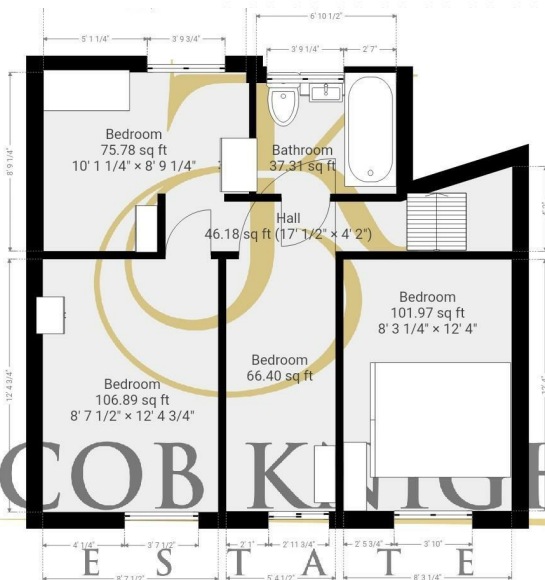 6' 10 1/2"
5' 1 1/4" 3' 9 3/4" 3' 9 1/4" 2' 7"
8' 9 1/4"
Bedroom
75.78 sq ft
10' 1 1/4" × 8' 9 1/4"
Bathroom
37.31 sq ft
Hall
46.18 sq ft (17' 1/2" × 4' 2")
12' 4 3/4"
Bedroom
106.89 sq ft
8' 7 1/2" × 12' 4 3/4"
Bedroom
66.40 sq ft
Bedroom
101.97 sq ft
8' 3 1/4" × 12' 4"
COB KNIGH
4' 1/4" 3' 7 1/2" 2' 1" 2' 11 3/4" 2' 5 3/4" 3' 10"
E S T A T E
8' 7 1/2" 5' 4 1/2" 8' 3 1/4"